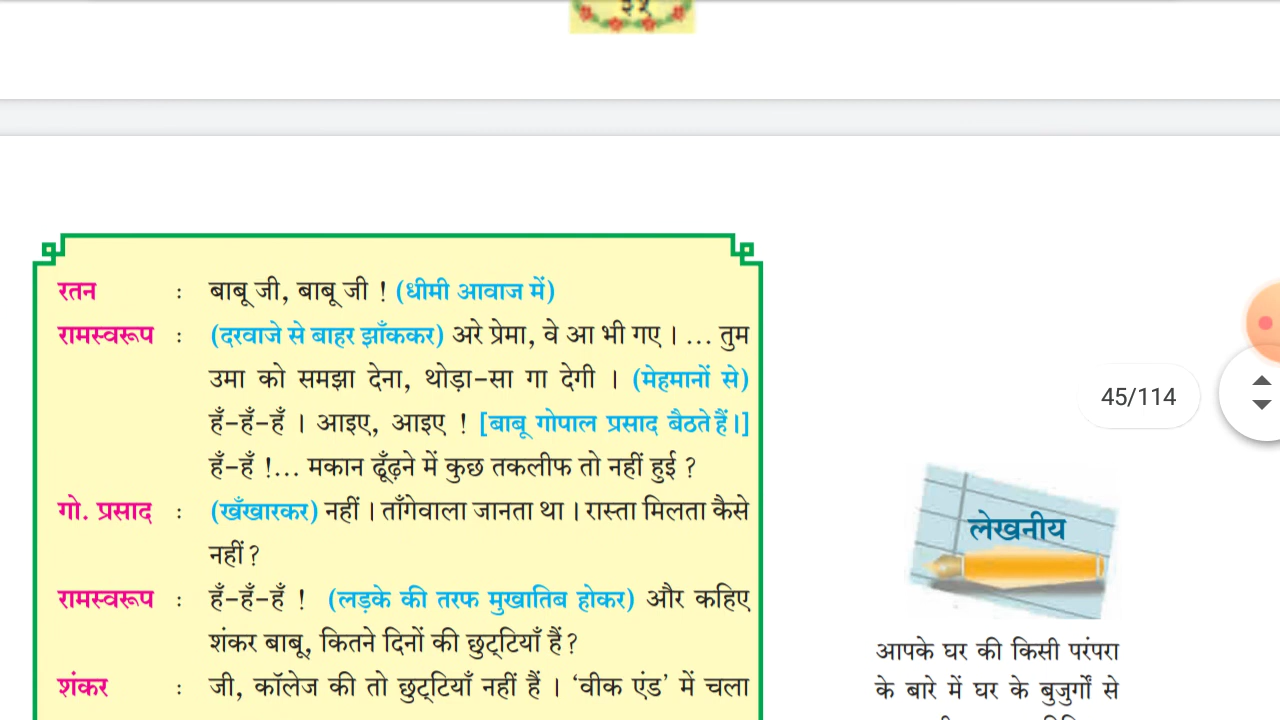 ३१
रतन : बाबू जी, बाबू जी ! (धीमी आवाज में)
रामस्वरूप : (दरवाजे से बाहर झाँककर) अरे प्रेमा, वे आ भी गए । ... तुम
उमा को समझा देना, थोड़ा-सा गा देगी । (मेहमानों से)
हँ-हँ-हँ । आइए, आइए ! [बाबू गोपाल प्रसाद बैठते हैं।]
हँ-हँ !... मकान ढूँढ़ने में कुछ तकलीफ तो नहीं हुई ?
गो. प्रसाद : (खँखारकर) नहीं । ताँगेवाला जानता था । रास्ता मिलता कैसे
नहीं ?
रामस्वरूप : हँ-हँ-हँ ! (लड़के की तरफ मुखातिब होकर) और कहिए
शंकर बाबू, कितने दिनों की छुट्टियाँ हैं ?
शंकर : जी, कॉलेज की तो छुट्टियाँ नहीं हैं । ‘वीक एंड’ में चला
45/114
लेखनीय
आपके घर की किसी परंपरा
के बारे में घर के बुजुर्गों से